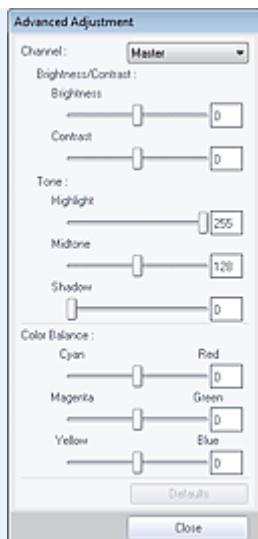 Advanced Adjustment
Channel : Master
Brightness/Contrast :
Brightness
0
Contrast
0
Tone :
Highlight
255
Midtone
128
Shadow
0
Color Balance :
Cyan Red
0
Magenta Green
0
Yellow Blue
0
Defaults
Close